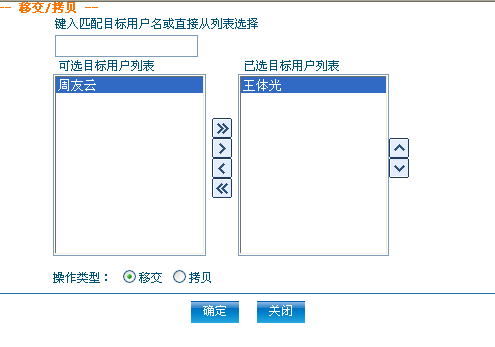 -- 移交/拷贝 --
键入匹配目标用户名或直接从列表选择
可选目标用户列表 已选目标用户列表
周友云 王体光
操作类型： 移交 拷贝
确定 关闭